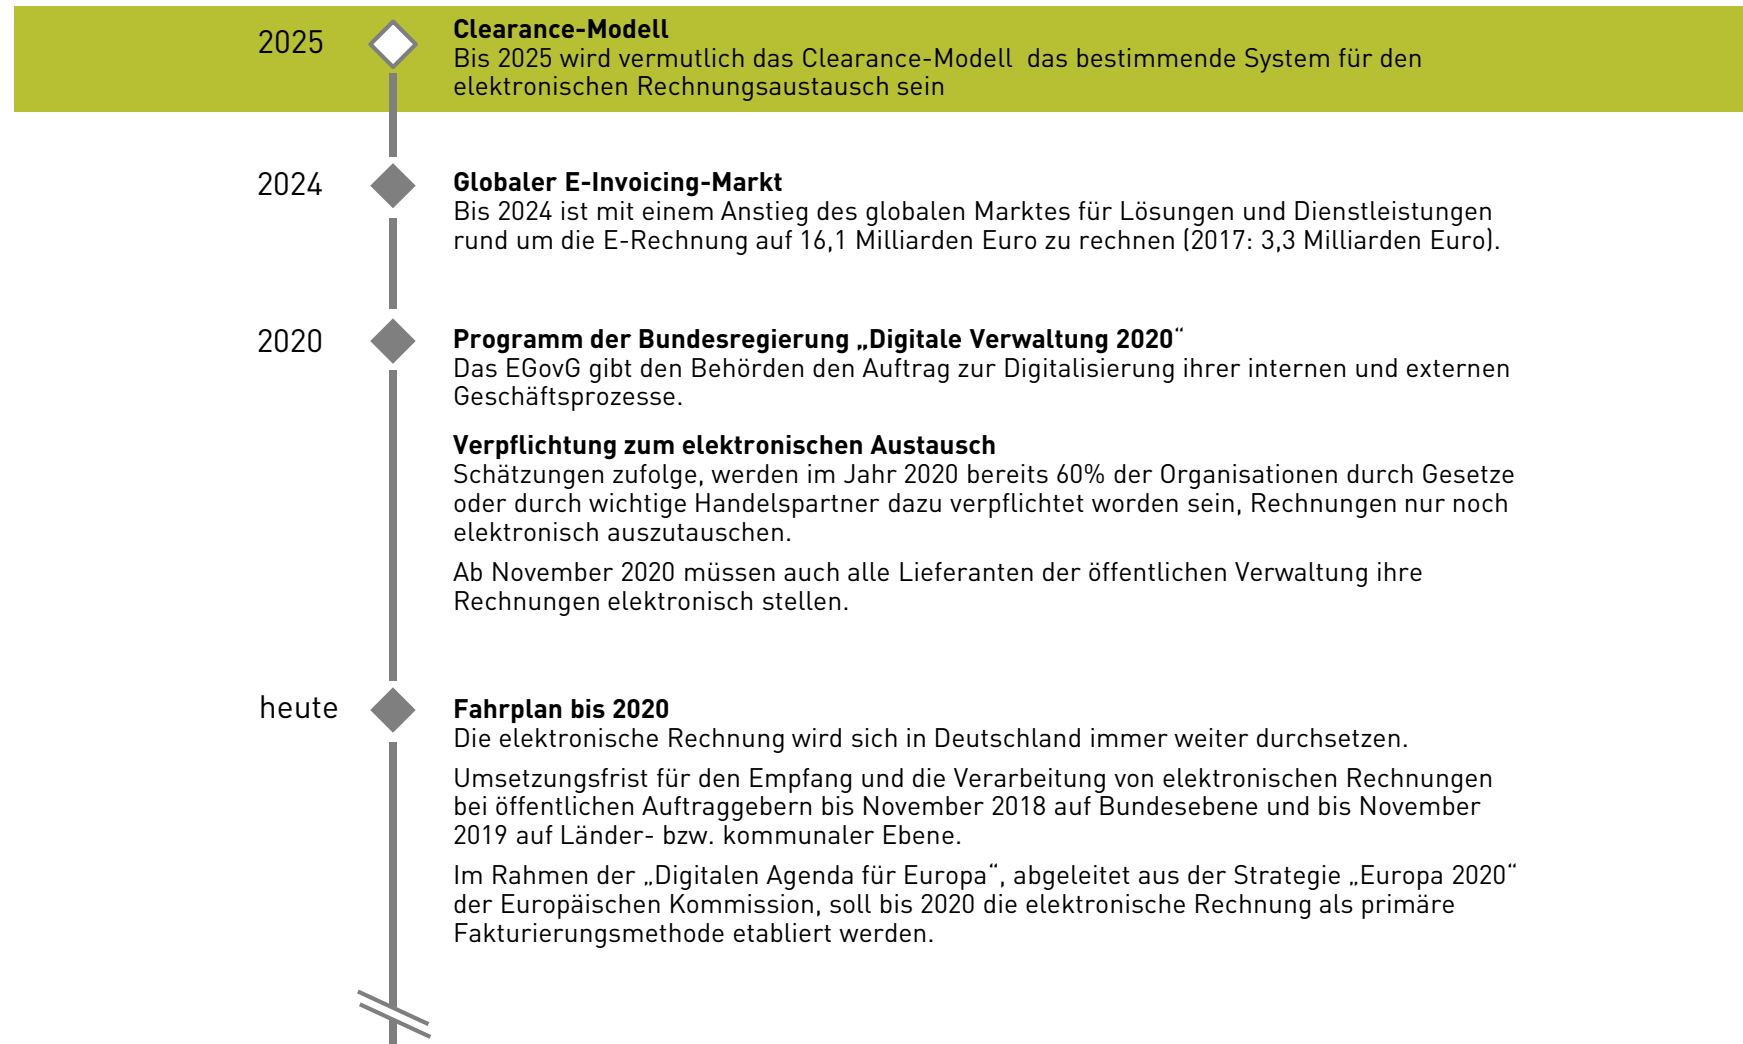 2025
Clearance-Modell
Bis 2025 wird vermutlich das Clearance-Modell  das bestimmende System für den
elektronischen Rechnungsaustausch sein
2024
Globaler E-Invoicing-Markt
Bis 2024 ist mit einem Anstieg des globalen Marktes für Lösungen und Dienstleistungen
rund um die E-Rechnung auf 16,1 Milliarden Euro zu rechnen (2017: 3,3 Milliarden Euro).
2020
Programm der Bundesregierung „Digitale Verwaltung 2020“
Das EGovG gibt den Behörden den Auftrag zur Digitalisierung ihrer internen und externen
Geschäftsprozesse.
Verpflichtung zum elektronischen Austausch
Schätzungen zufolge, werden im Jahr 2020 bereits 60% der Organisationen durch Gesetze
oder durch wichtige Handelspartner dazu verpflichtet worden sein, Rechnungen nur noch
elektronisch auszutauschen.
Ab November 2020 müssen auch alle Lieferanten der öffentlichen Verwaltung ihre
Rechnungen elektronisch stellen.
heute
Fahrplan bis 2020
Die elektronische Rechnung wird sich in Deutschland immer weiter durchsetzen.
Umsetzungsfrist für den Empfang und die Verarbeitung von elektronischen Rechnungen
bei öffentlichen Auftraggebern bis November 2018 auf Bundesebene und bis November
2019 auf Länder- bzw. kommunaler Ebene.
Im Rahmen der „Digitalen Agenda für Europa“, abgeleitet aus der Strategie „Europa 2020“
der Europäischen Kommission, soll bis 2020 die elektronische Rechnung als primäre
Fakturierungsmethode etabliert werden.